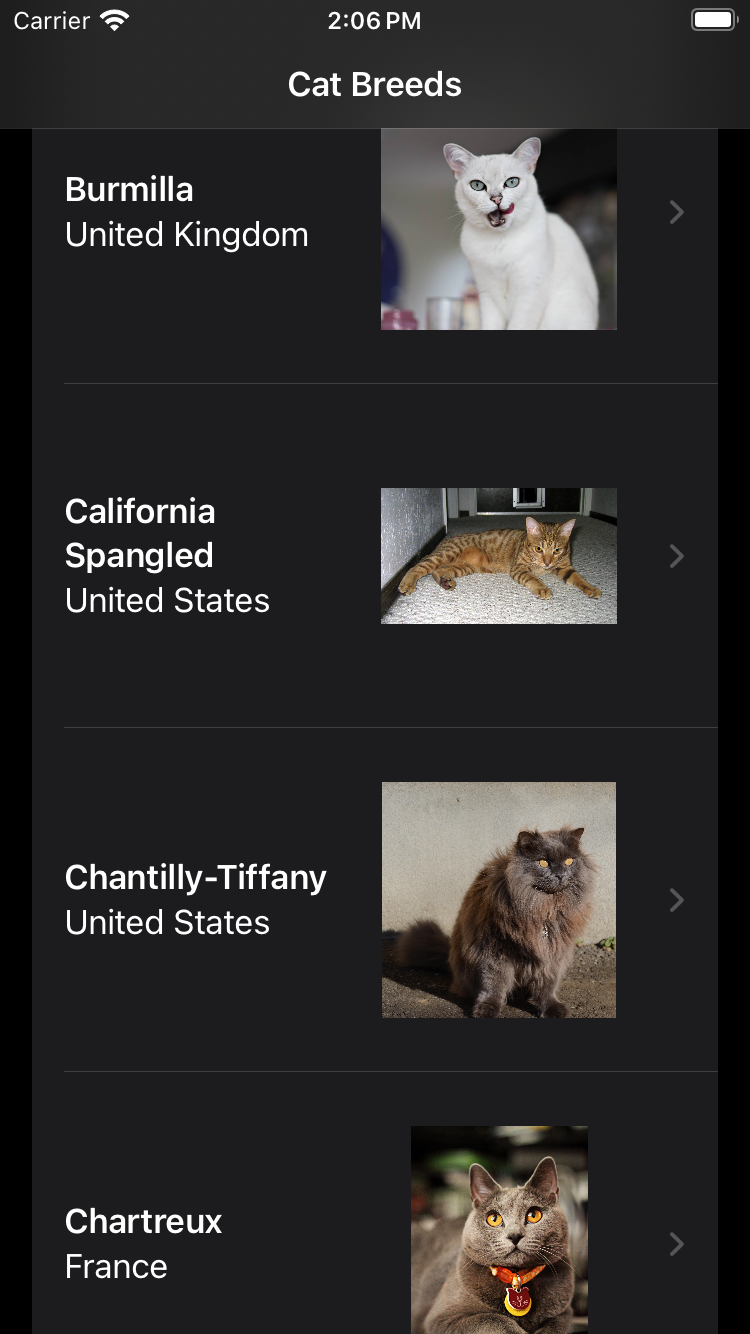 Carrier 2:06 PM
Cat Breeds
Burmilla
United Kingdom
California
Spangled
United States
Chantilly-Tiffany
United States
Chartreux
France